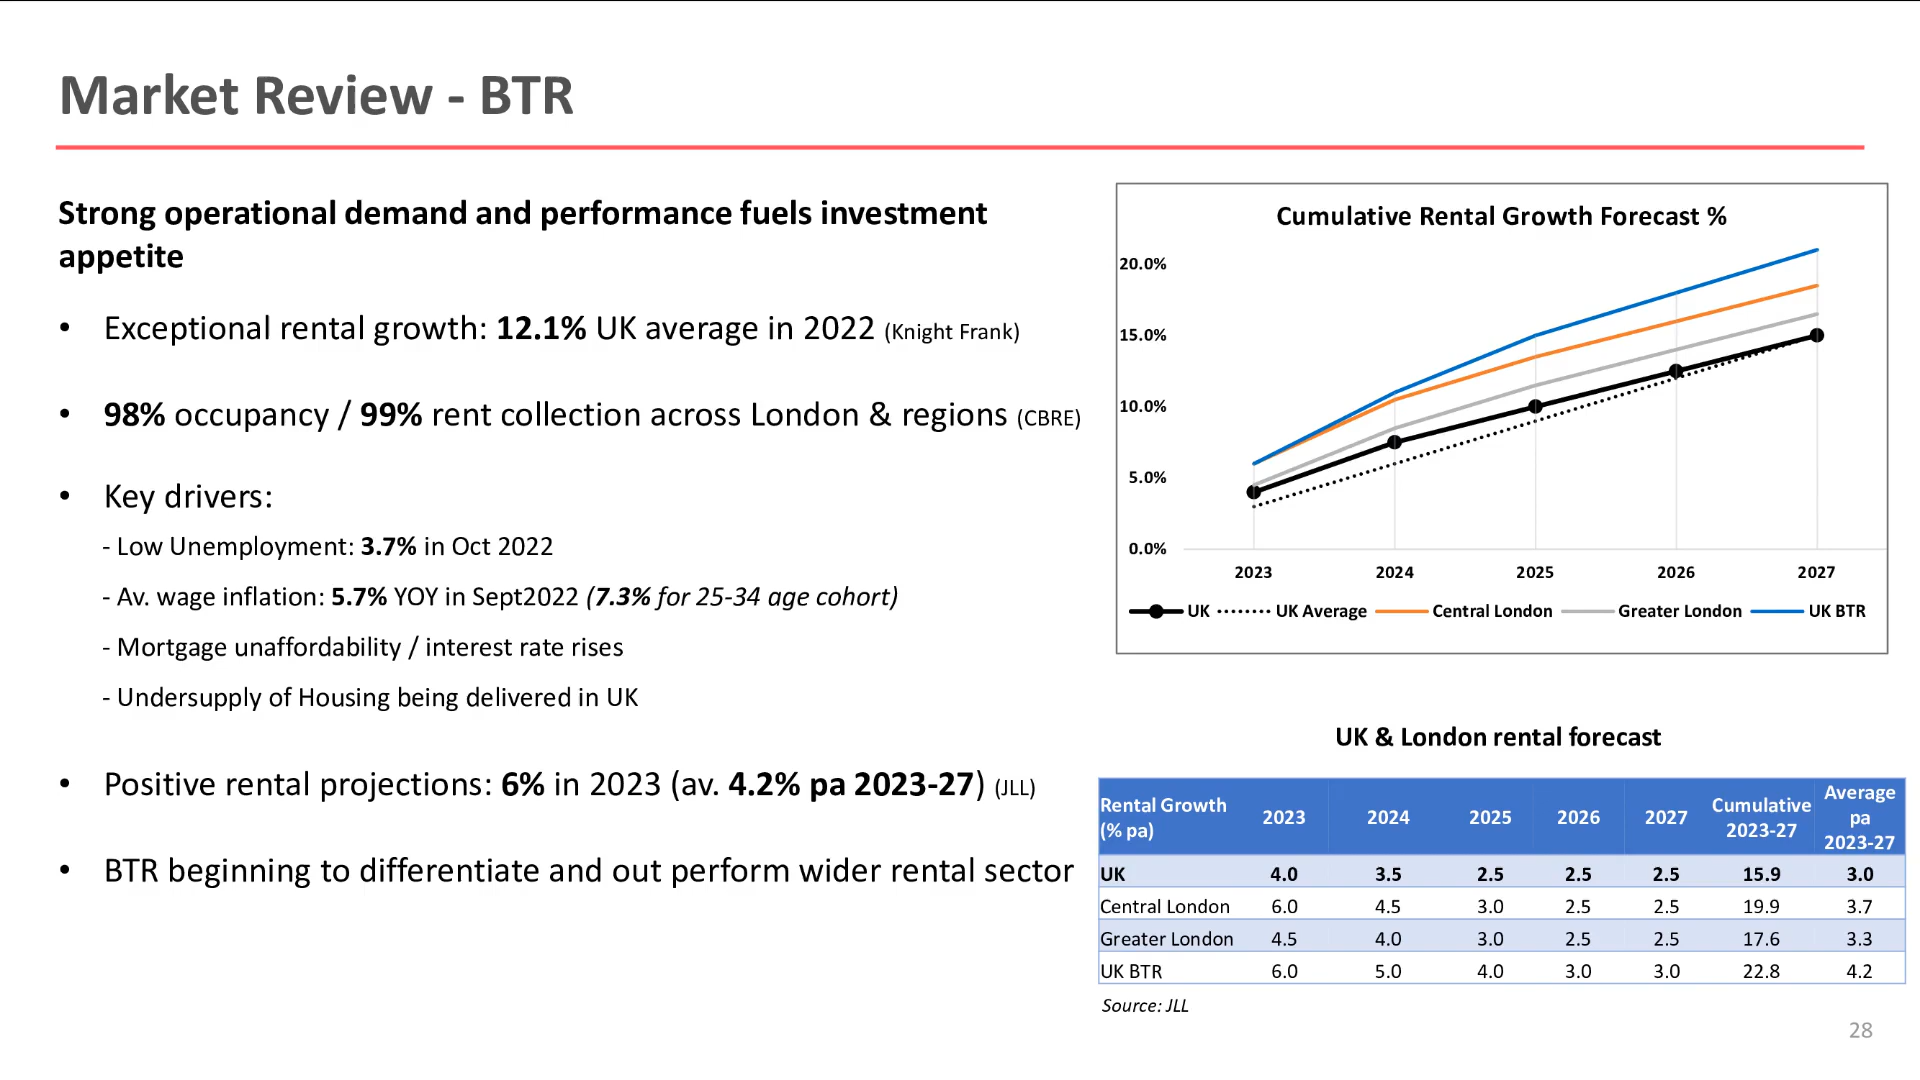 Market Review - BTR
Strong operational demand and performance fuels investment
appetite
• Exceptional rental growth: 12.1% UK average in 2022 (Knight Frank)
• 98% occupancy / 99% rent collection across London & regions (CBRE)
• Key drivers:
- Low Unemployment: 3.7% in Oct 2022
- Av. wage inflation: 5.7% YOY in Sept2022 (7.3% for 25-34 age cohort)
- Mortgage unaffordability / interest rate rises
- Undersupply of Housing being delivered in UK
• Positive rental projections: 6% in 2023 (av. 4.2% pa 2023-27) (JLL)
• BTR beginning to differentiate and out perform wider rental sector
Cumulative Rental Growth Forecast %
20.0%
15.0%
10.0%
5.0%
0.0%
2023 2024 2025 2026 2027
UK UK Average Central London Greater London UK BTR
UK & London rental forecast
Rental Growth (% pa) 2023 2024 2025 2026 2027 Cumulative 2023-27 Average pa 2023-27
UK 4.0 3.5 2.5 2.5 2.5 15.9 3.0
Central London 6.0 4.5 3.0 2.5 2.5 19.9 3.7
Greater London 4.5 4.0 3.0 2.5 2.5 17.6 3.3
UK BTR 6.0 5.0 4.0 3.0 3.0 22.8 4.2
Source: JLL
28